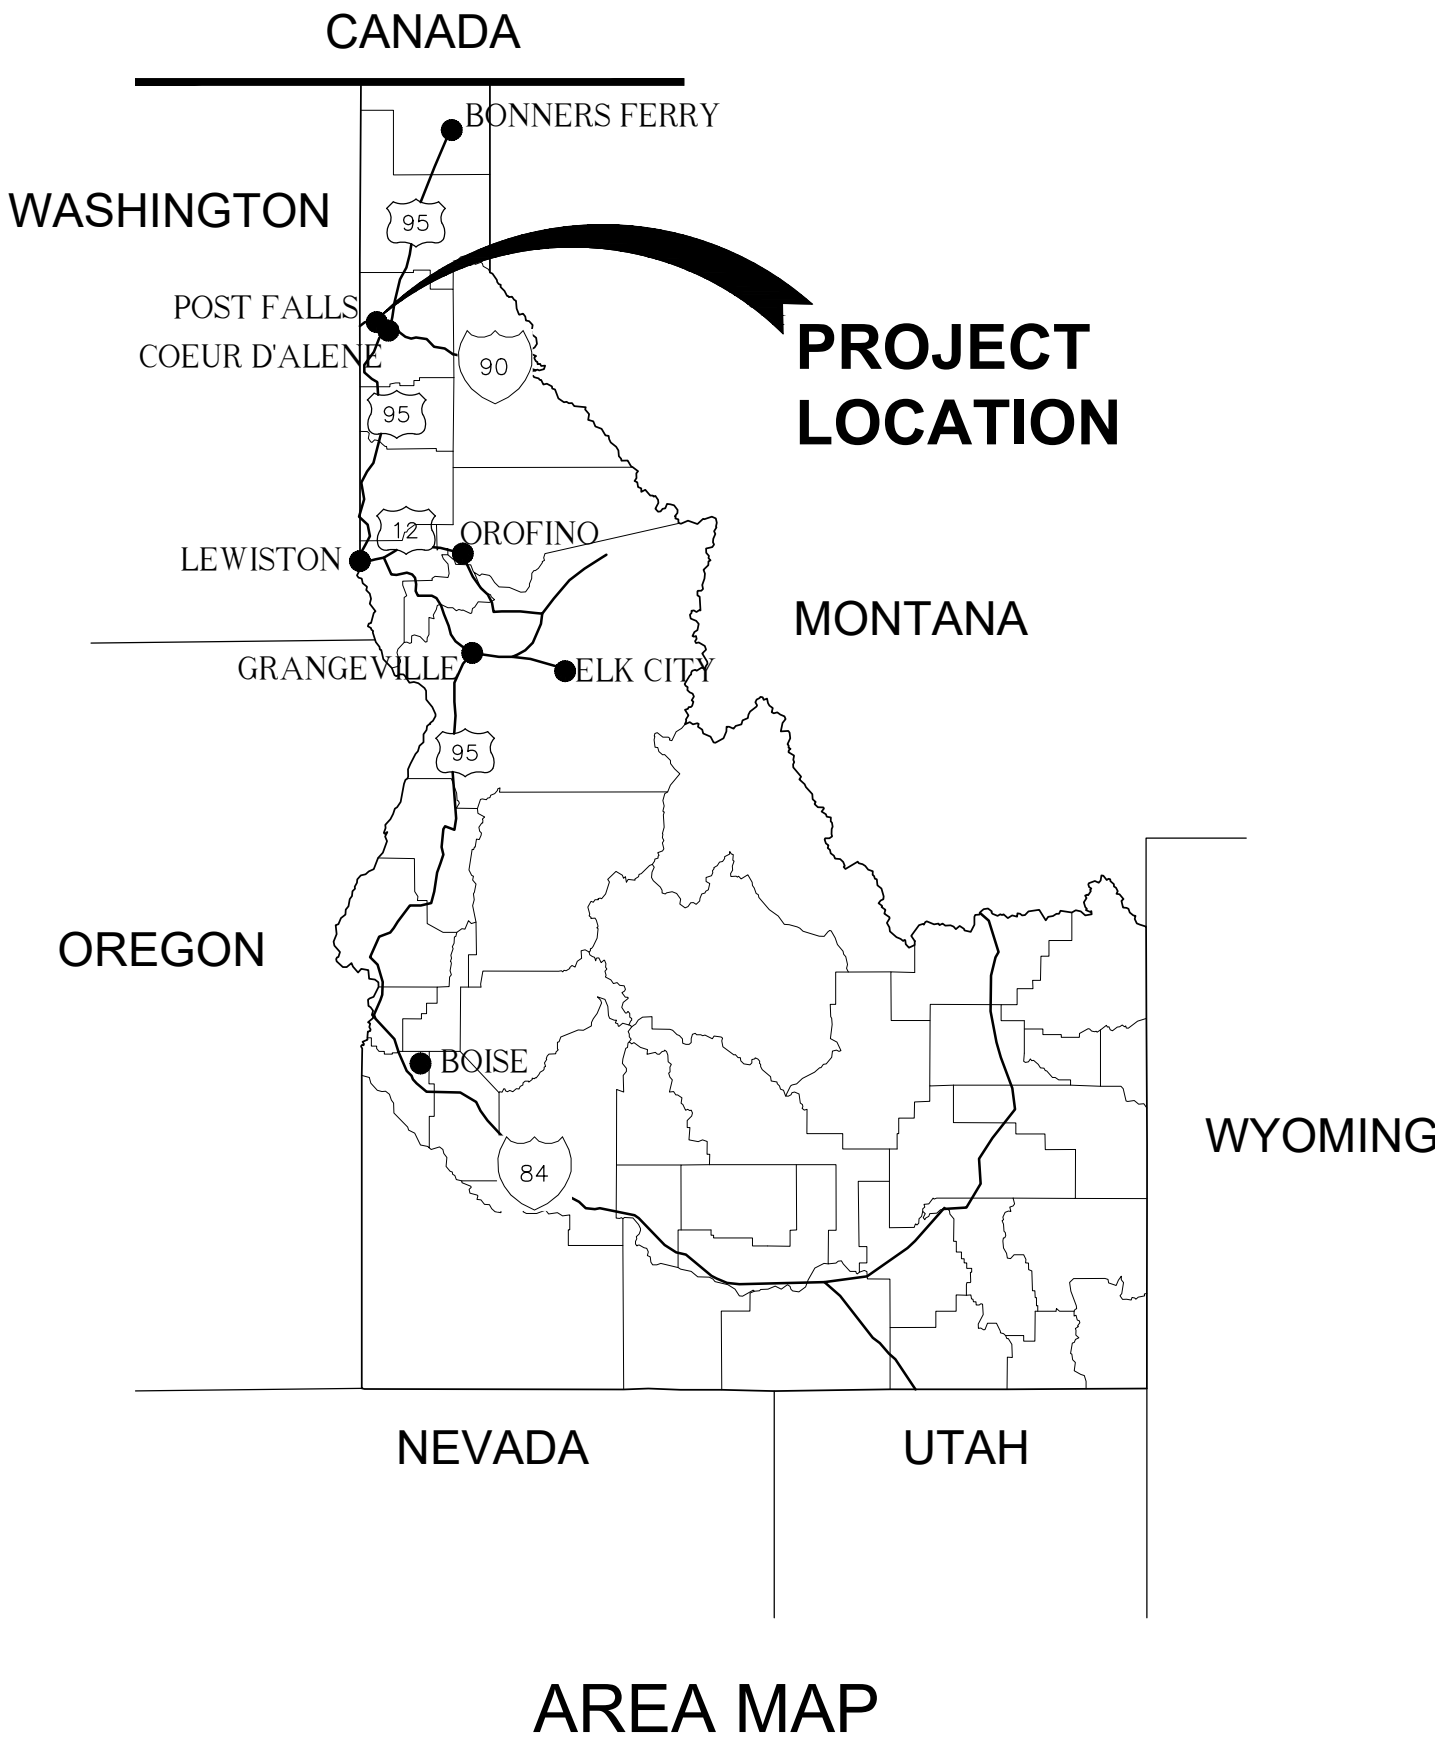 CANADA
BONNERS FERRY
WASHINGTON
95
POST FALLS
COEUR D'ALENE
90
PROJECT
LOCATION
95
12
OROFINO
LEWISTON
MONTANA
GRANGEVILLE
ELK CITY
95
OREGON
BOISE
WYOMING
84
NEVADA
UTAH
AREA MAP